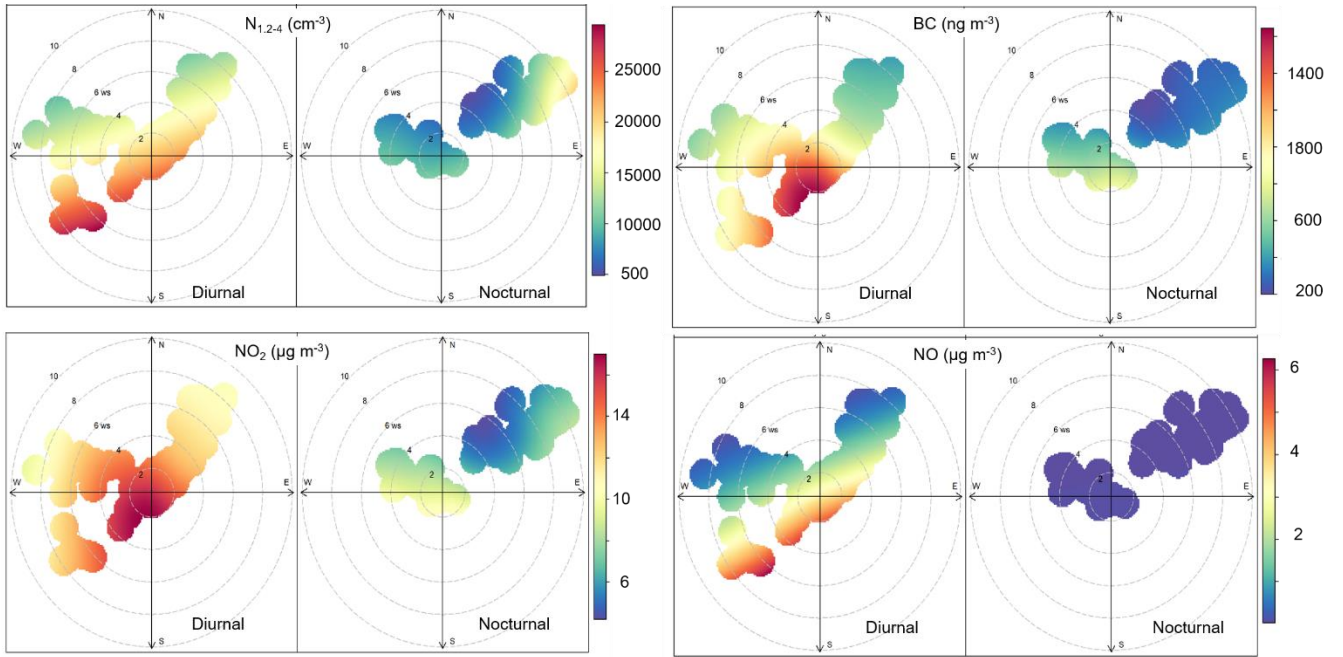 N₁.₂₋₄ (cm⁻³)
N
N
10
10
8
8
6 ws
6 ws
4
4
2
2
W
E
W
E
S
S
Diurnal
Nocturnal
25000
20000
15000
10000
500
BC (ng m⁻³)
N
N
10
10
8
8
6 ws
6 ws
4
4
2
2
W
E
W
E
S
S
Diurnal
Nocturnal
1400
1800
600
200
NO₂ (µg m⁻³)
N
N
10
10
8
8
6 ws
6 ws
4
4
2
2
W
E
W
E
S
S
Diurnal
Nocturnal
14
10
6
NO (µg m⁻³)
N
N
10
10
8
8
6 ws
6 ws
4
4
2
2
W
E
W
E
S
S
Diurnal
Nocturnal
6
4
2